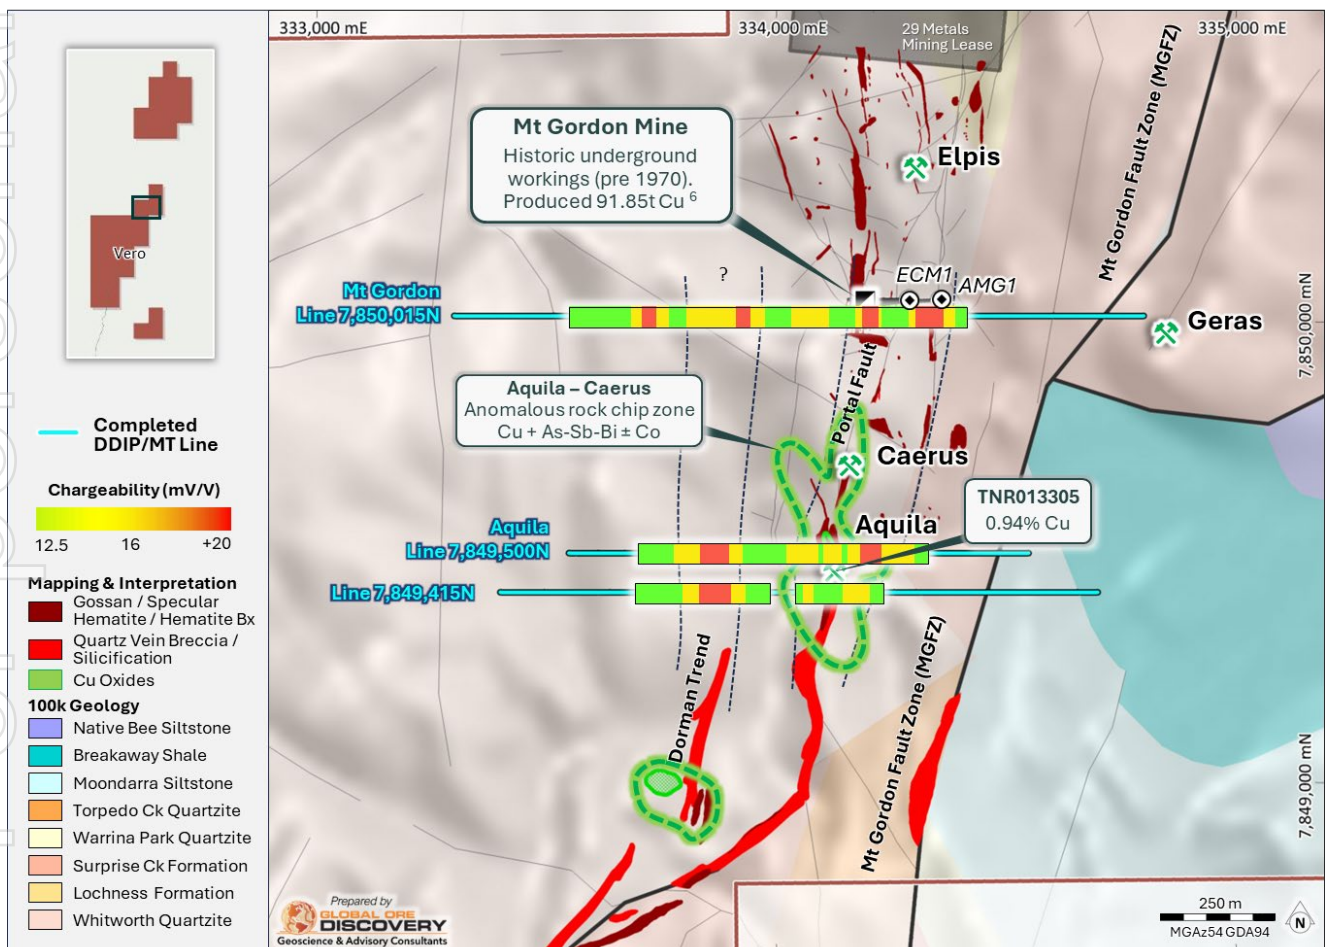 333,000 mE
334,000 mE
335,000 mE
29 Metals
Mining Lease
Mt Gordon Mine
Historic underground
workings (pre 1970).
Produced 91.85t Cu 6
Elpis
Mt Gordon Fault Zone (MGFZ)
Vero
?
ECM1
AMG1
Mt Gordon
Line 7,850,015N
Geras
7,850,000 mN
Portal Fault
Aquila – Caerus
Anomalous rock chip zone
Cu + As-Sb-Bi ± Co
Caerus
TNR013305
0.94% Cu
Aquila
Aquila
Line 7,849,500N
Line 7,849,415N
Completed
DDIP/MT Line
Chargeability (mV/V)
12.5 16 +20
Mapping & Interpretation
Gossan / Specular
Hematite / Hematite Bx
Quartz Vein Breccia /
Silicification
Cu Oxides
100k Geology
Native Bee Siltstone
Breakaway Shale
Moondarra Siltstone
Torpedo Ck Quartzite
Warrina Park Quartzite
Surprise Ck Formation
Lochness Formation
Whitworth Quartzite
Dorman Trend
Mt Gordon Fault Zone (MGFZ)
7,849,000 mN
Prepared by
GLOBAL ORE
DISCOVERY
Geoscience & Advisory Consultants
250 m
MGAz54 GDA94
N